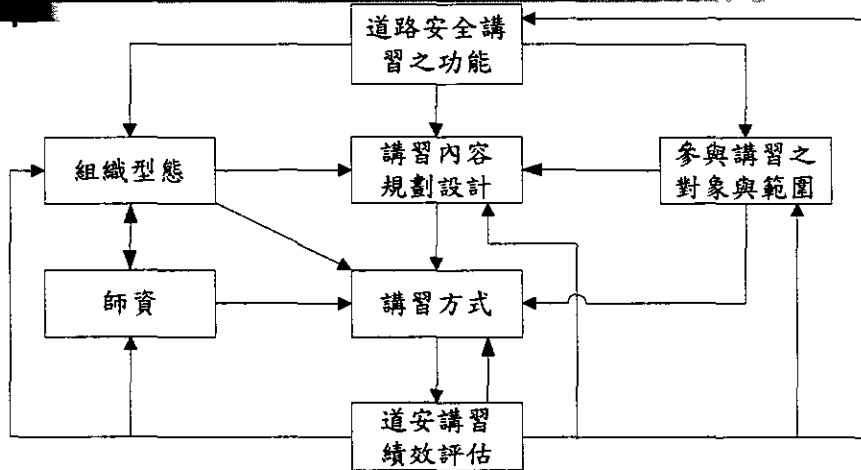 道路安全講
習之功能
組織型態
講習內容
規劃設計
參與講習之
對象與範圍
師資
講習方式
道安講習
績效評估